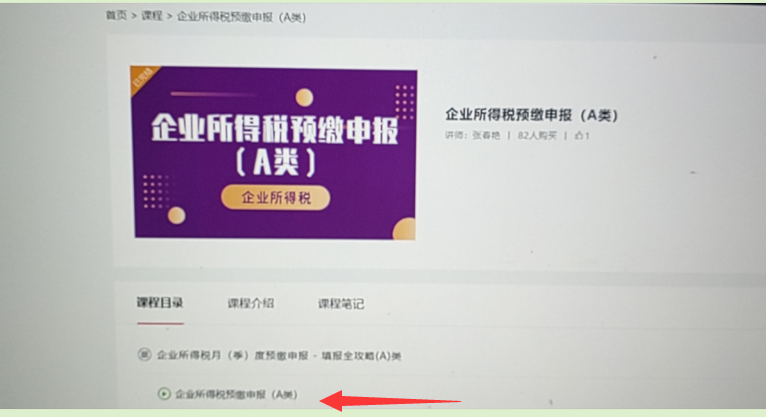 首页 > 课程 > 企业所得税预缴申报（A类）
企业所得税预缴申报
（A类）
企业所得税
企业所得税预缴申报（A类）
讲师：张春艳 | 82人购买 | 1
课程目录 课程介绍 课程笔记
企业所得税月（季）度预缴申报 - 填报全攻略(A)类
企业所得税预缴申报（A类）